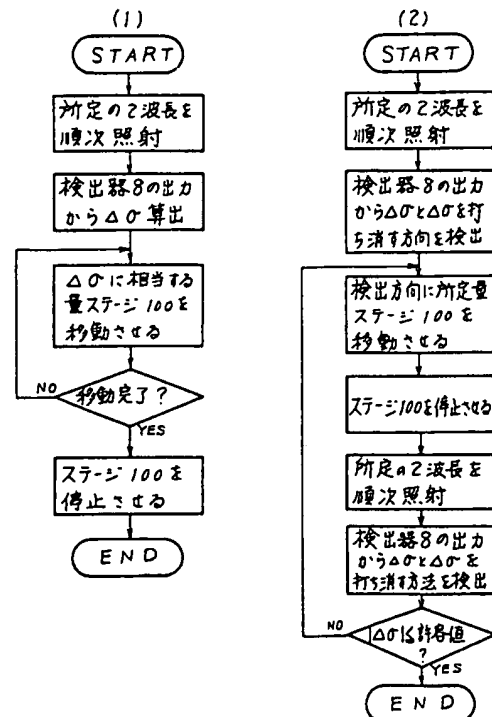 (1)
START
所定の2波長を
順次照射
検出器8の出力
からΔσ算出
Δσに相当する
量ステージ100を
移動させる
移動完了?
NO
YES
ステージ100を
停止させる
END
(2)
START
所定の2波長を
順次照射
検出器8の出力
からΔσとΔσを打
ち消す方向を検出
検出方向に所定量
ステージ100を
移動させる
ステージ100を停止させる
所定の2波長を
順次照射
検出器8の出力
からΔσとΔσを
打ち消す方法を検出
|Δσ|≦許容値
?
NO
YES
END